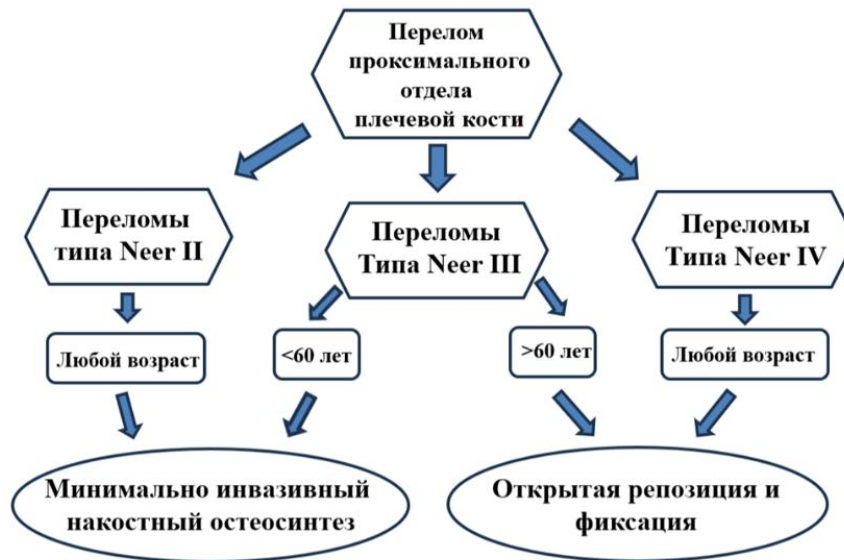 Перелом
проксимального
отдела
плечевой кости
Переломы
типа Neer II
Переломы
Типа Neer III
Переломы
Типа Neer IV
Любой возраст
<60 лет
>60 лет
Любой возраст
Минимально инвазивный
накостный остеосинтез
Открытая репозиция и
фиксация